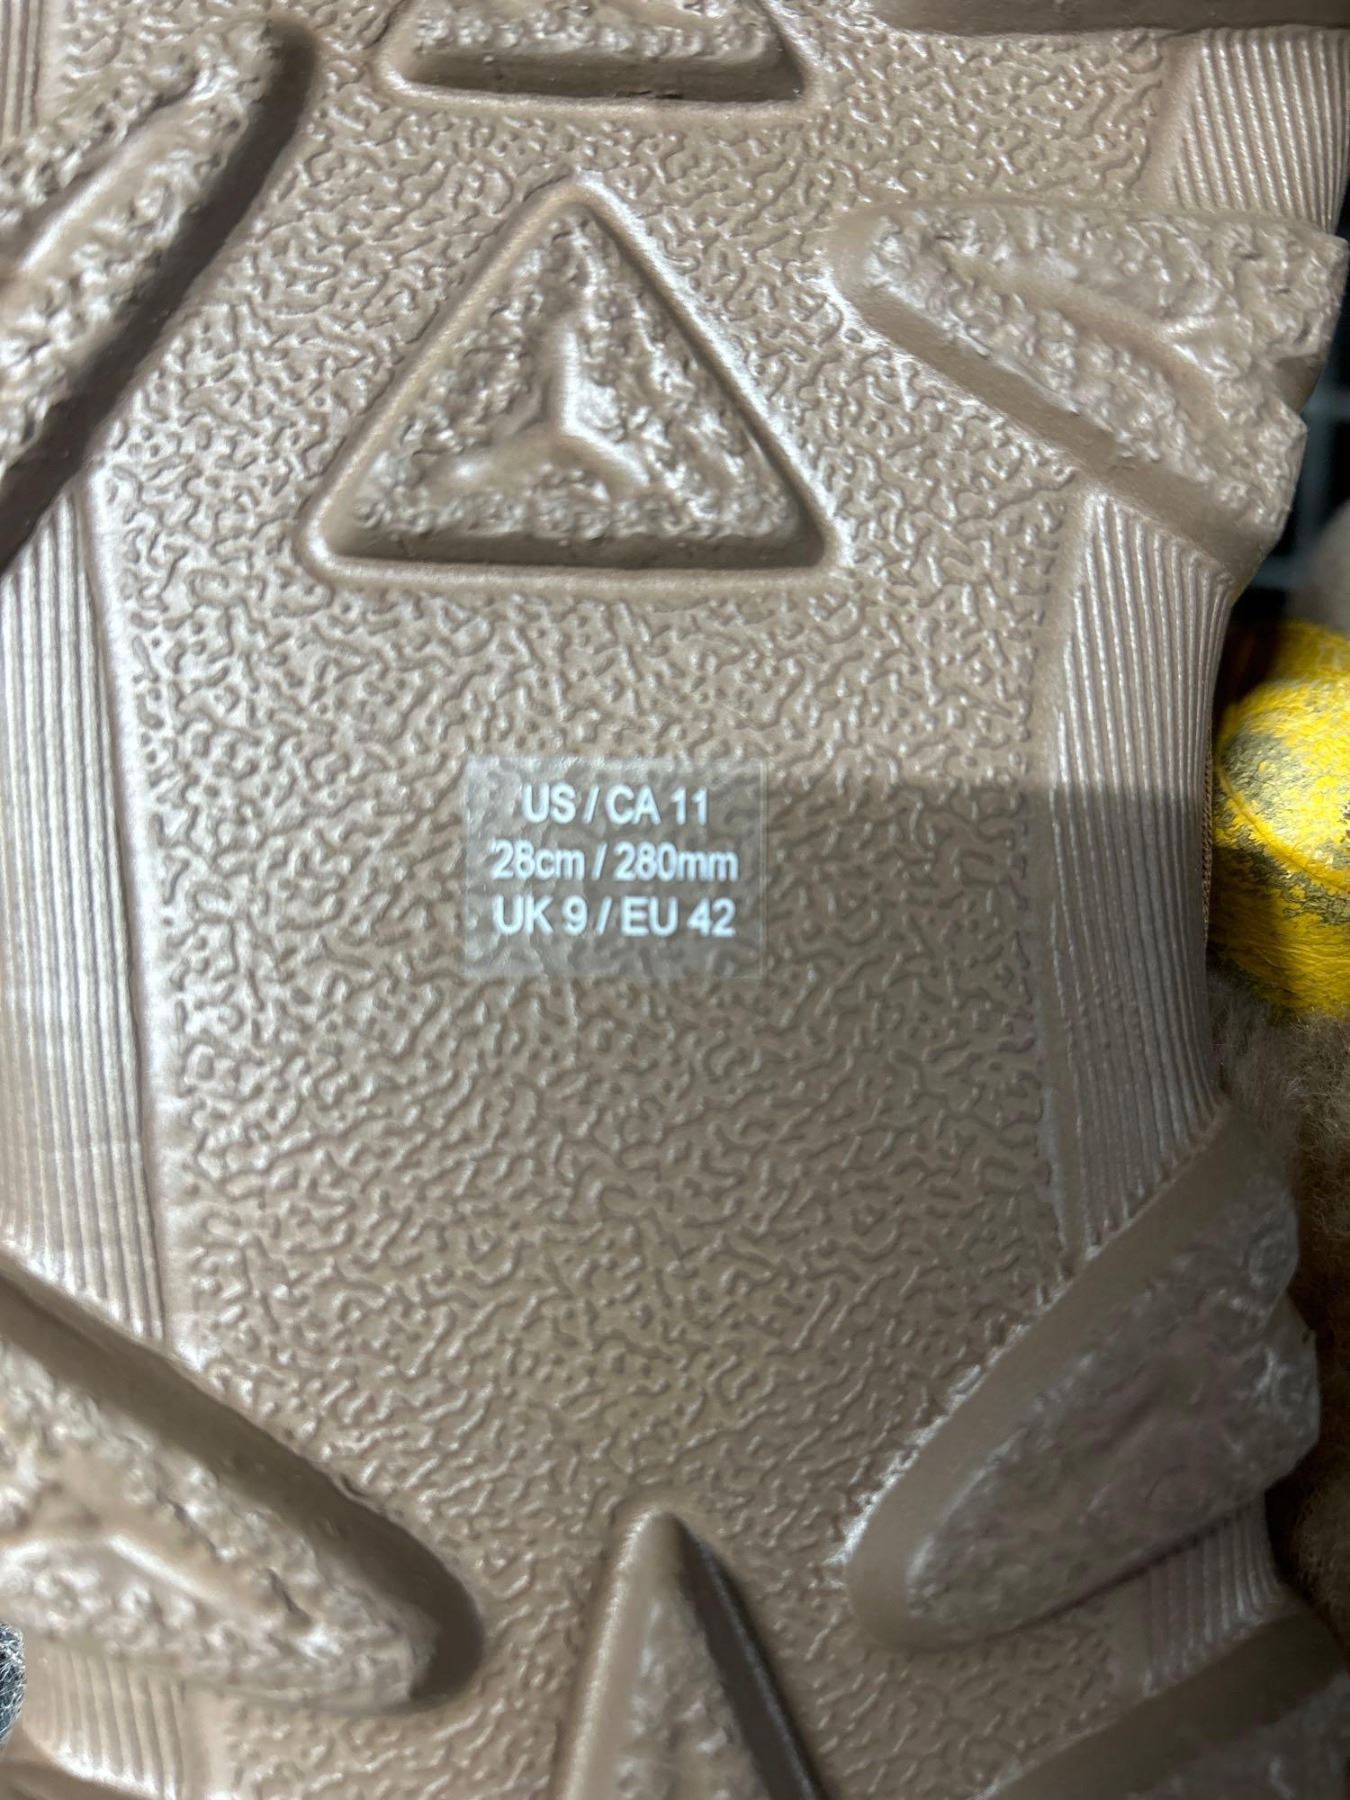 US / CA 11
28cm / 280mm
UK 9 / EU 42